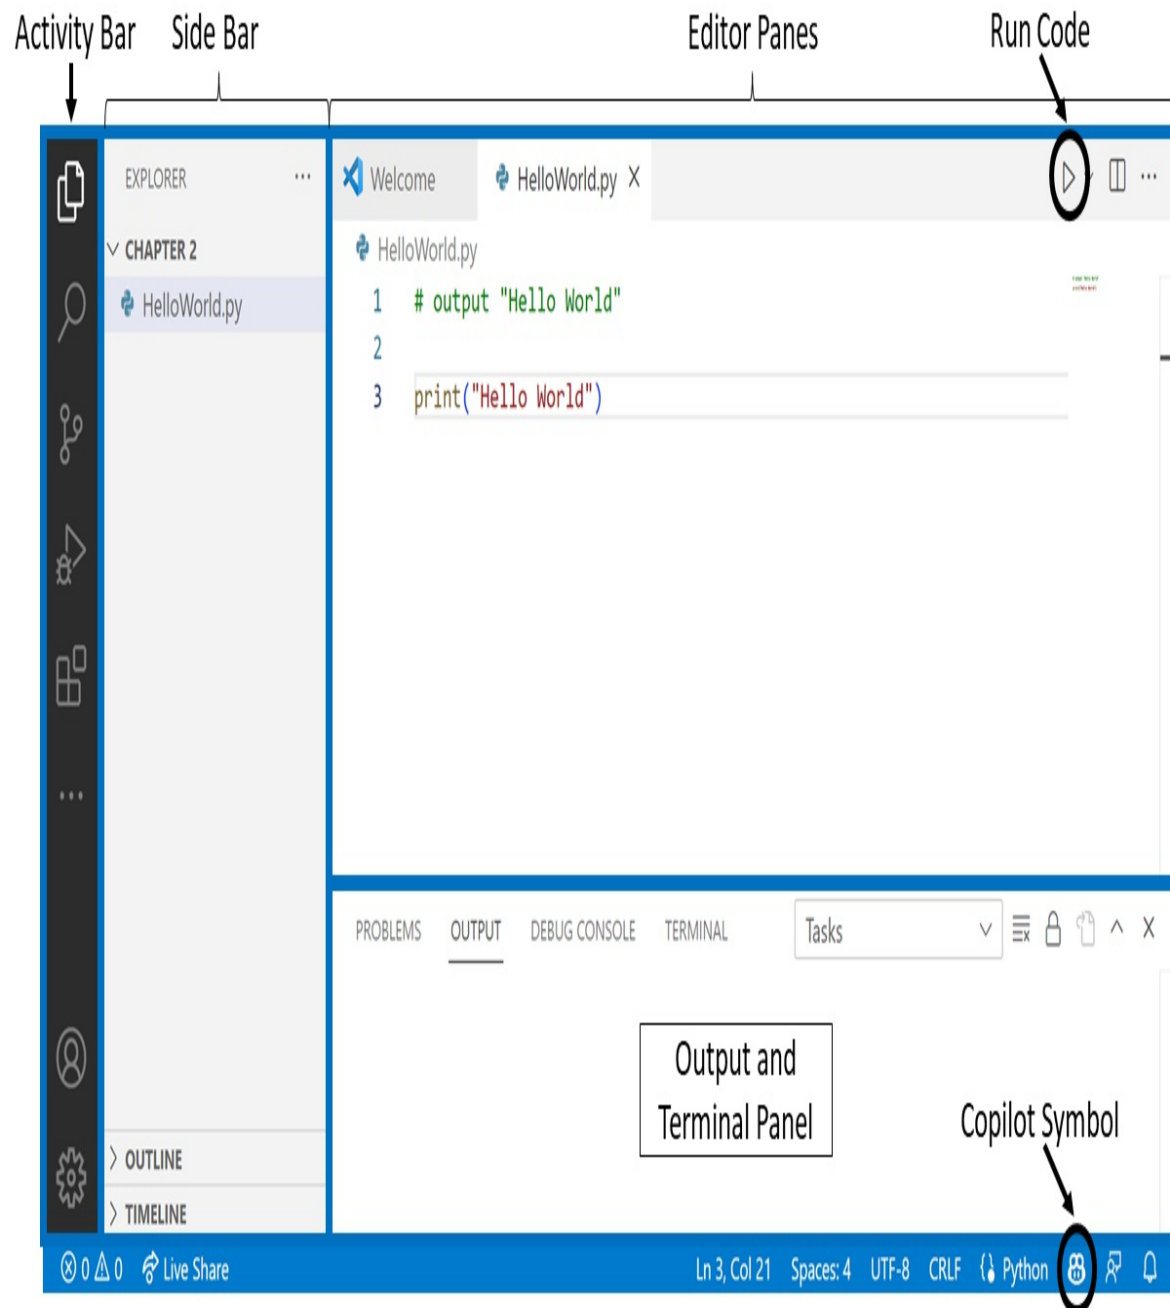 Activity Bar
Side Bar
Editor Panes
Run Code
EXPLORER
Welcome
HelloWorld.py
CHAPTER 2
HelloWorld.py
HelloWorld.py
1 # output "Hello World"
2
3 print("Hello World")
PROBLEMS OUTPUT DEBUG CONSOLE TERMINAL
Tasks
Output and
Terminal Panel
Copilot Symbol
OUTLINE
TIMELINE
0 0 Live Share
Ln 3, Col 21 Spaces: 4 UTF-8 CRLF Python